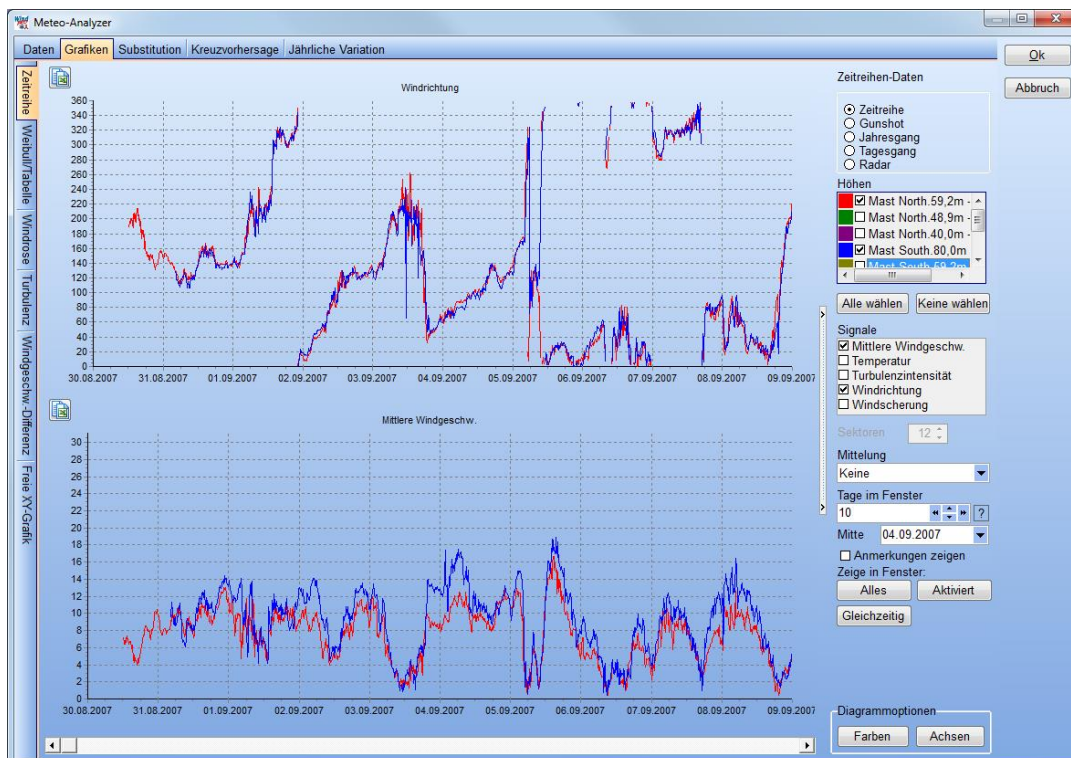 Wind PRO
Meteo-Analyzer
Daten Grafiken Substitution Kreuzvorhersage Jährliche Variation
Ok
Abbruch
Zeitreihe
Weibull/Tabelle
Windrose
Turbulenz
Windgeschw.-Differenz
Freie XY-Grafik
Windrichtung
360
340
320
300
280
260
240
220
200
180
160
140
120
100
80
60
40
20
0
30.08.2007 31.08.2007 01.09.2007 02.09.2007 03.09.2007 04.09.2007 05.09.2007 06.09.2007 07.09.2007 08.09.2007 09.09.2007
Mittlere Windgeschw.
30
28
26
24
22
20
18
16
14
12
10
8
6
4
2
0
30.08.2007 31.08.2007 01.09.2007 02.09.2007 03.09.2007 04.09.2007 05.09.2007 06.09.2007 07.09.2007 08.09.2007 09.09.2007
Zeitreihen-Daten
Zeitreihe
Gunshot
Jahresgang
Tagesgang
Radar
Höhen
Mast North.59,2m -
Mast North.48,9m -
Mast North.40,0m -
Mast South.80,0m
Mast South.59,2m
Alle wählen Keine wählen
Signale
Mittlere Windgeschw.
Temperatur
Turbulenzintensität
Windrichtung
Windscherung
Sektoren 12
Mittelung
Keine
Tage im Fenster
10 ?
Mitte 04.09.2007
Anmerkungen zeigen
Zeige in Fenster:
Alles Aktiviert
Gleichzeitig
Diagrammoptionen
Farben Achsen